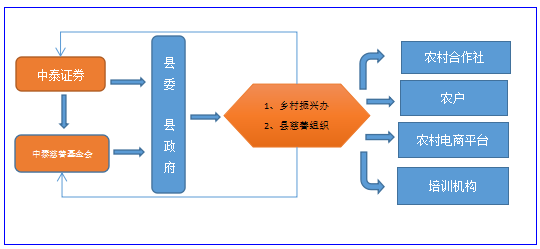 中泰证券
中泰慈善基金会
县委 县政府
1、乡村振兴办
2、县慈善组织
农村合作社
农户
农村电商平台
培训机构